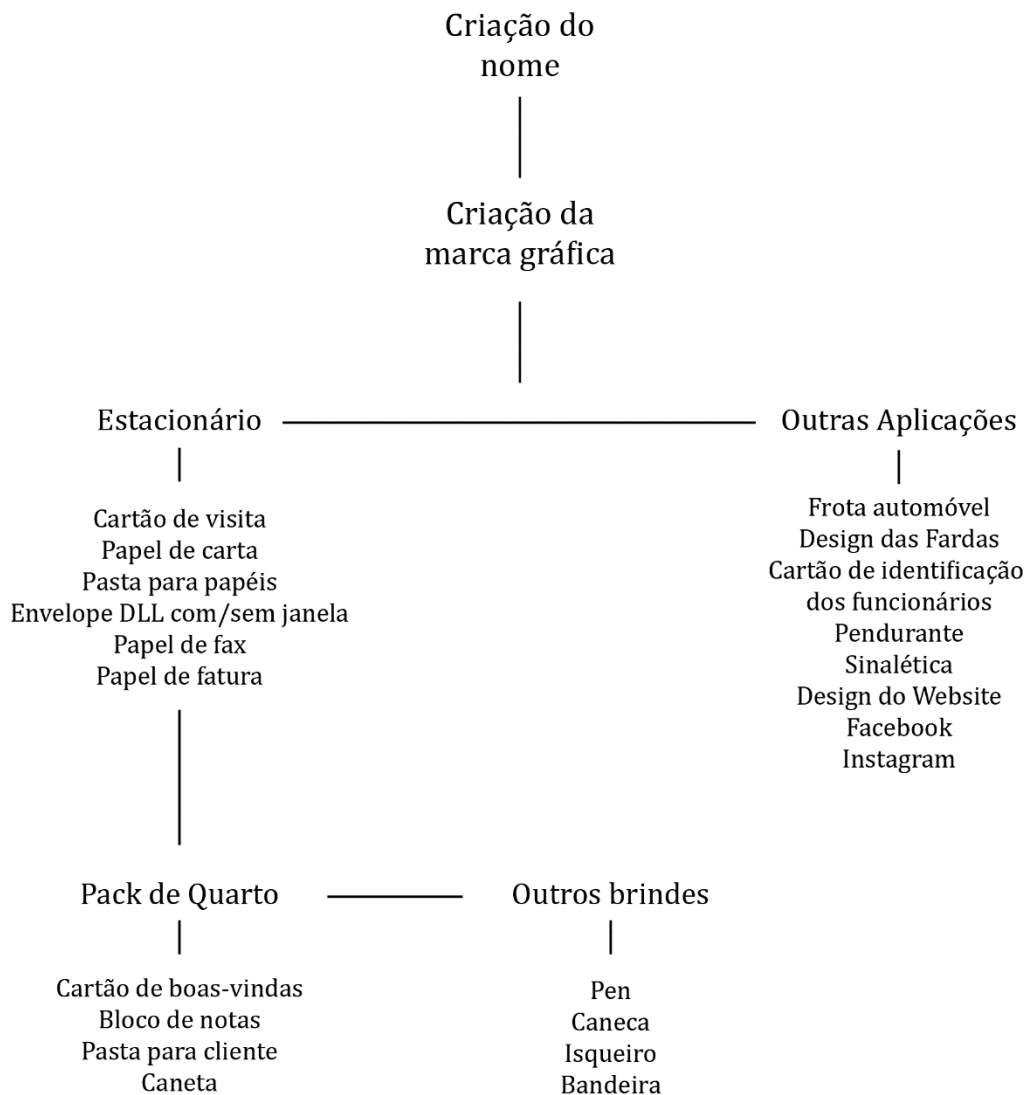 Criação do
nome
Criação da
marca gráfica
Estacionário
Outras Aplicações
Cartão de visita
Papel de carta
Pasta para papéis
Envelope DLL com/sem janela
Papel de fax
Papel de fatura
Frota automóvel
Design das Fardas
Cartão de identificação
dos funcionários
Pendurante
Sinalética
Design do Website
Facebook
Instagram
Pack de Quarto
Outros brindes
Cartão de boas-vindas
Bloco de notas
Pasta para cliente
Caneta
Pen
Caneca
Isqueiro
Bandeira